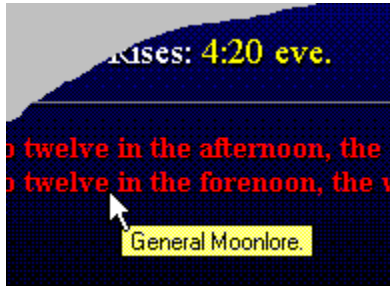 Rises: 4:20 eve.
twelve in the afternoon, the
twelve in the forenoon, the
General Moonlore.